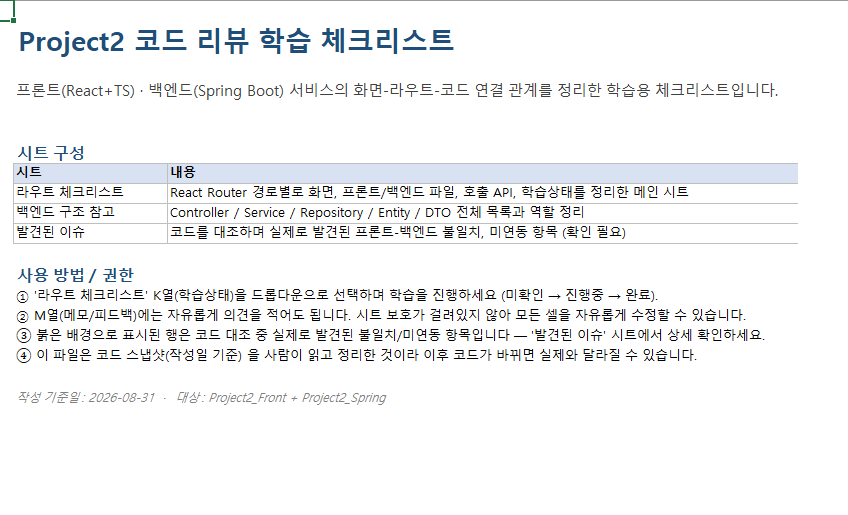 Project2 코드 리뷰 학습 체크리스트
프론트(React+TS) · 백엔드(Spring Boot) 서비스의 화면-라우트-코드 연결 관계를 정리한 학습용 체크리스트입니다.
시트 구성
시트 내용
라우트 체크리스트 React Router 경로별로 화면, 프론트/백엔드 파일, 호출 API, 학습상태를 정리한 메인 시트
백엔드 구조 참고 Controller / Service / Repository / Entity / DTO 전체 목록과 역할 정리
발견된 이슈 코드를 대조하며 실제로 발견된 프론트-백엔드 불일치, 미연동 항목 (확인 필요)
사용 방법 / 권한
① '라우트 체크리스트' K열(학습상태)을 드롭다운으로 선택하며 학습을 진행하세요 (미확인 → 진행중 → 완료).
② M열(메모/피드백)에는 자유롭게 의견을 적어도 됩니다. 시트 보호가 걸려있지 않아 모든 셀을 자유롭게 수정할 수 있습니다.
③ 붉은 배경으로 표시된 행은 코드 대조 중 실제로 발견된 불일치/미연동 항목입니다 — '발견된 이슈' 시트에서 상세 확인하세요.
④ 이 파일은 코드 스냅샷(작성일 기준) 을 사람이 읽고 정리한 것이라 이후 코드가 바뀌면 실제와 달라질 수 있습니다.
작성 기준일 : 2026-08-31 · 대상 : Project2_Front + Project2_Spring